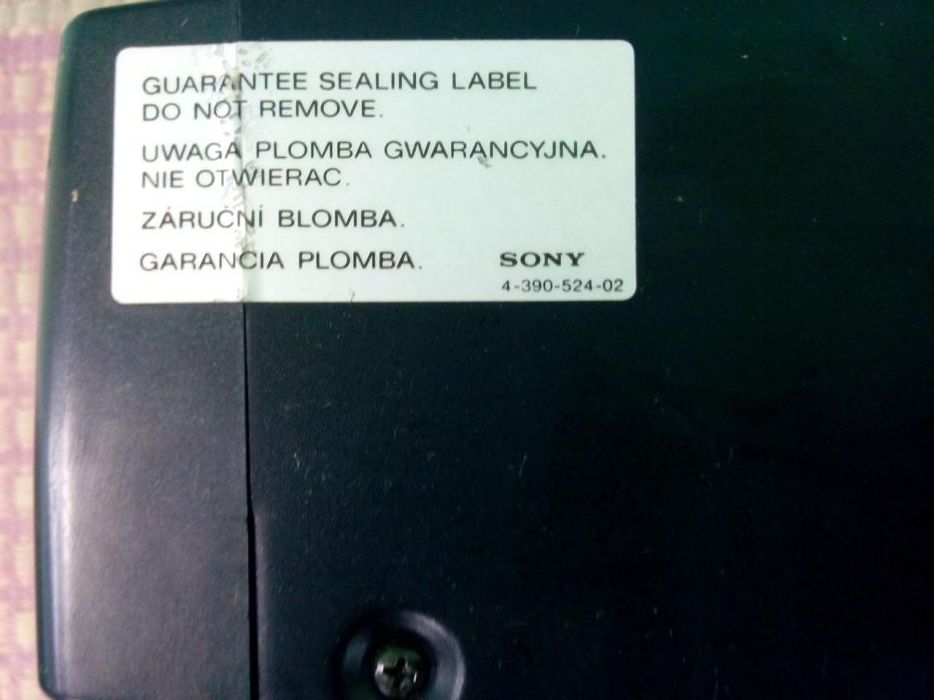 GUARANTEE SEALING LABEL
DO NOT REMOVE.
UWAGA PLOMBA GWARANCYJNA.
NIE OTWIERAC.
ZÁRUČNÍ BLOMBA.
GARANCIA PLOMBA.
SONY
4-390-524-02